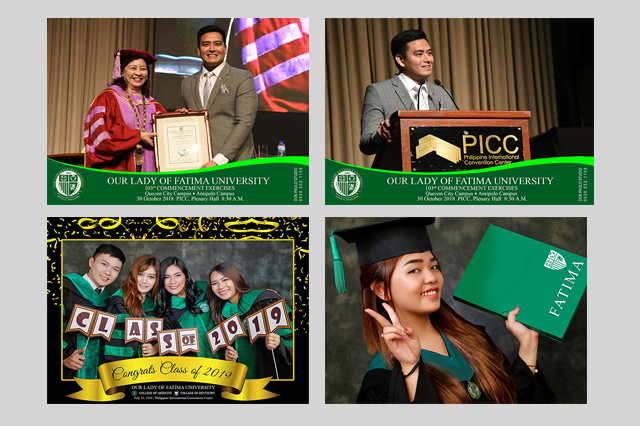 OUR LADY OF FATIMA UNIVERSITY
103rd COMMENCEMENT EXERCISES
Quezon City Campus • Antipolo Campus
30 October 2018 PICC, Plenary Hall 8:30 A.M.
PICC
Philippine International
Convention Center
OUR LADY OF FATIMA UNIVERSITY
103rd COMMENCEMENT EXERCISES
Quezon City Campus • Antipolo Campus
30 October 2018 PICC, Plenary Hall 8:30 A.M.
CLASS OF 2019
Congrats Class of 2019
OUR LADY OF FATIMA UNIVERSITY
COLLEGE OF MEDICINE COLLEGE OF DENTISTRY
FATIMA